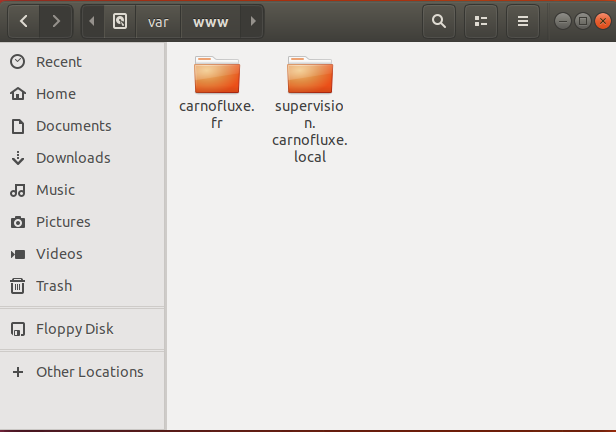 var
www
Recent
Home
Documents
Downloads
Music
Pictures
Videos
Trash
Floppy Disk
Other Locations
carnofluxe.
fr
supervisio
n.
carnofluxe.
local